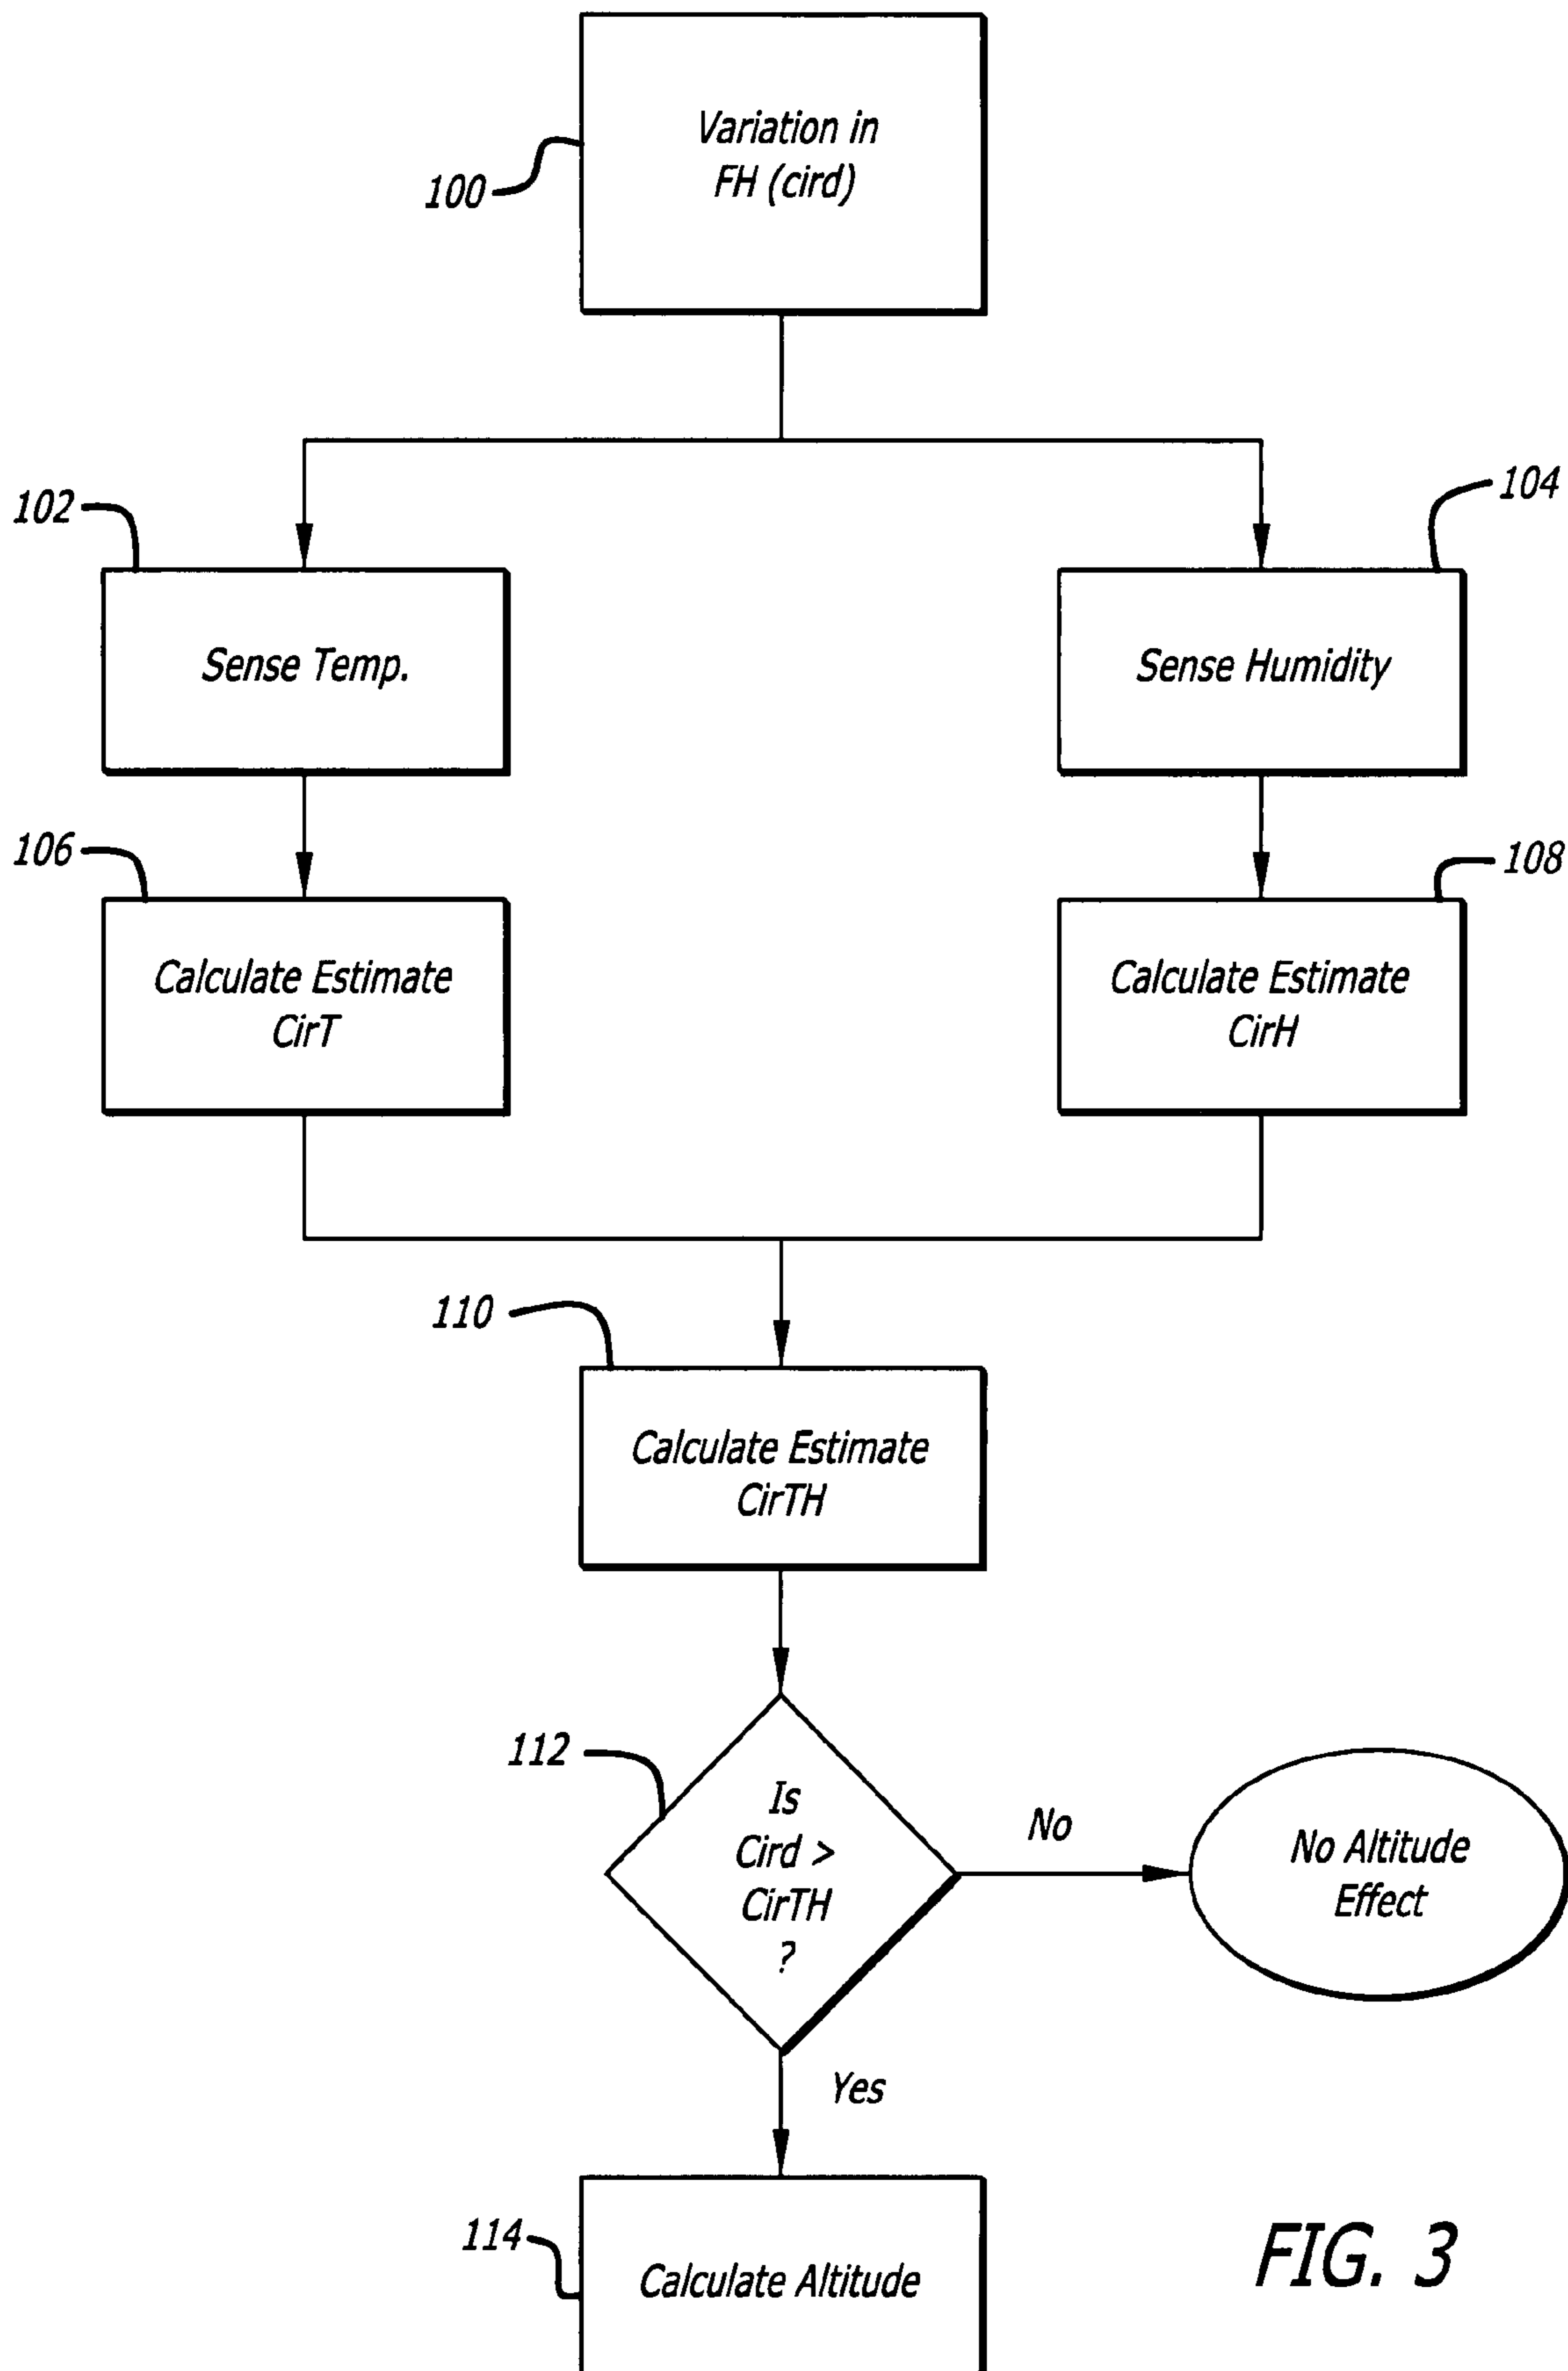 Variation in
FH (cird)
100
102
104
Sense Temp.
Sense Humidity
106
108
Calculate Estimate
CirT
Calculate Estimate
CirH
110
Calculate Estimate
CirTH
112
Is
Cird >
CirTH
?
No
No Altitude
Effect
Yes
114
Calculate Altitude
FIG. 3